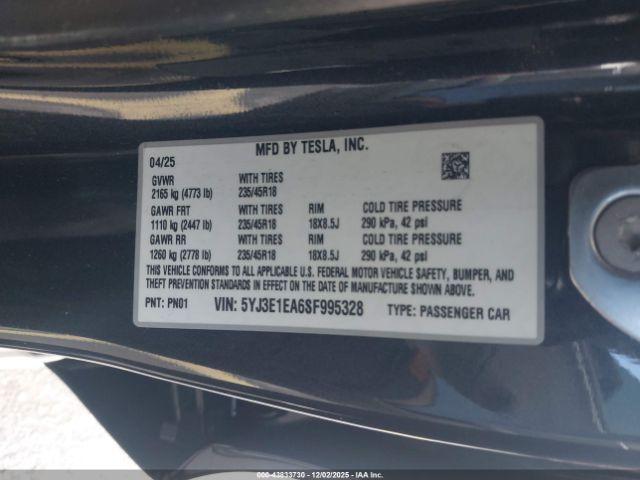 MFD BY TESLA, INC.
04/25
GVWR WITH TIRES
2165 kg (4773 lb) 235/45R18
GAWR FRT WITH TIRES RIM COLD TIRE PRESSURE
1110 kg (2447 lb) 235/45R18 18X8.5J 290 kPa, 42 psi
GAWR RR WITH TIRES RIM COLD TIRE PRESSURE
1260 kg (2778 lb) 235/45R18 18X8.5J 290 kPa, 42 psi
THIS VEHICLE CONFORMS TO ALL APPLICABLE U.S. FEDERAL MOTOR VEHICLE SAFETY, BUMPER, AND
THEFT PREVENTION STANDARDS IN EFFECT ON THE DATE OF MANUFACTURE SHOWN ABOVE.
PNT: PN01 VIN: 5YJ3E1EA6SF995328 TYPE: PASSENGER CAR
000-43833730 - 12/02/2025 - IAA Inc.